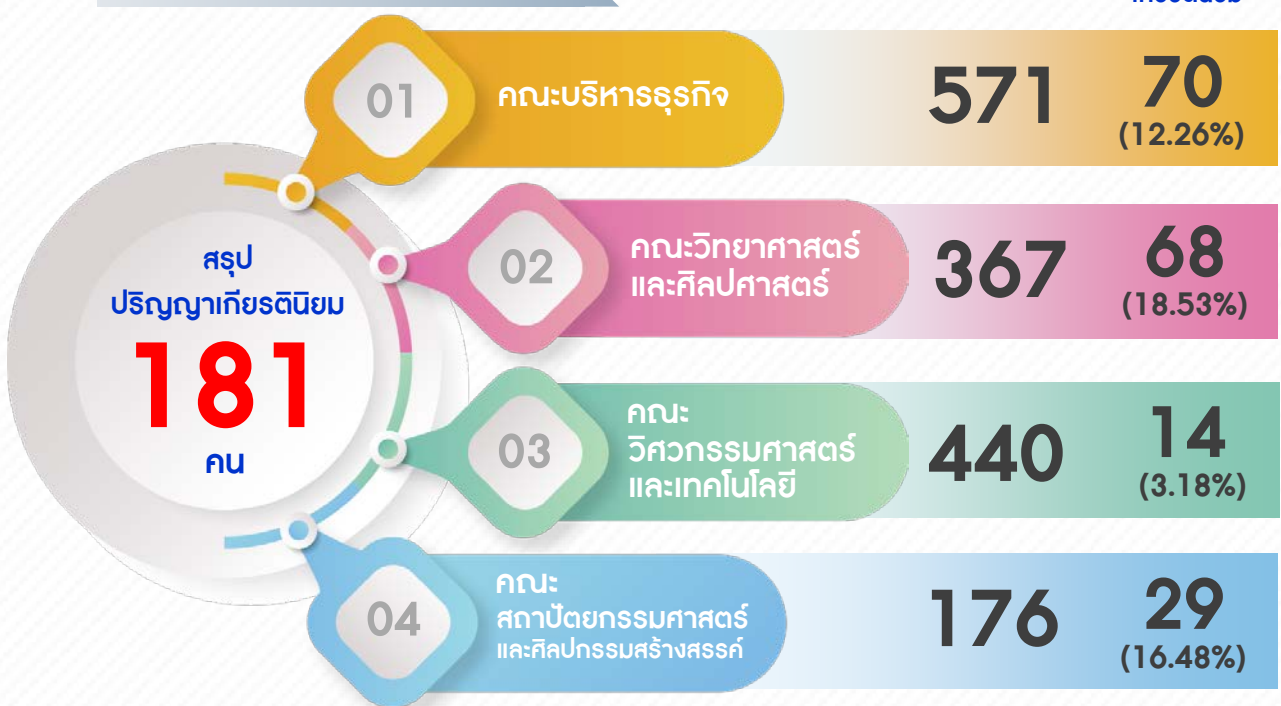 01
คณะบริหารธุรกิจ
571
70
(12.26%)
02
คณะวิทยาศาสตร์
และศิลปศาสตร์
367
68
(18.53%)
สรุป
ปริญญาเกียรตินิยม
181
คน
03
คณะ
วิศวกรรมศาสตร์
และเทคโนโลยี
440
14
(3.18%)
04
คณะ
สถาปัตยกรรมศาสตร์
และศิลปกรรมสร้างสรรค์
176
29
(16.48%)